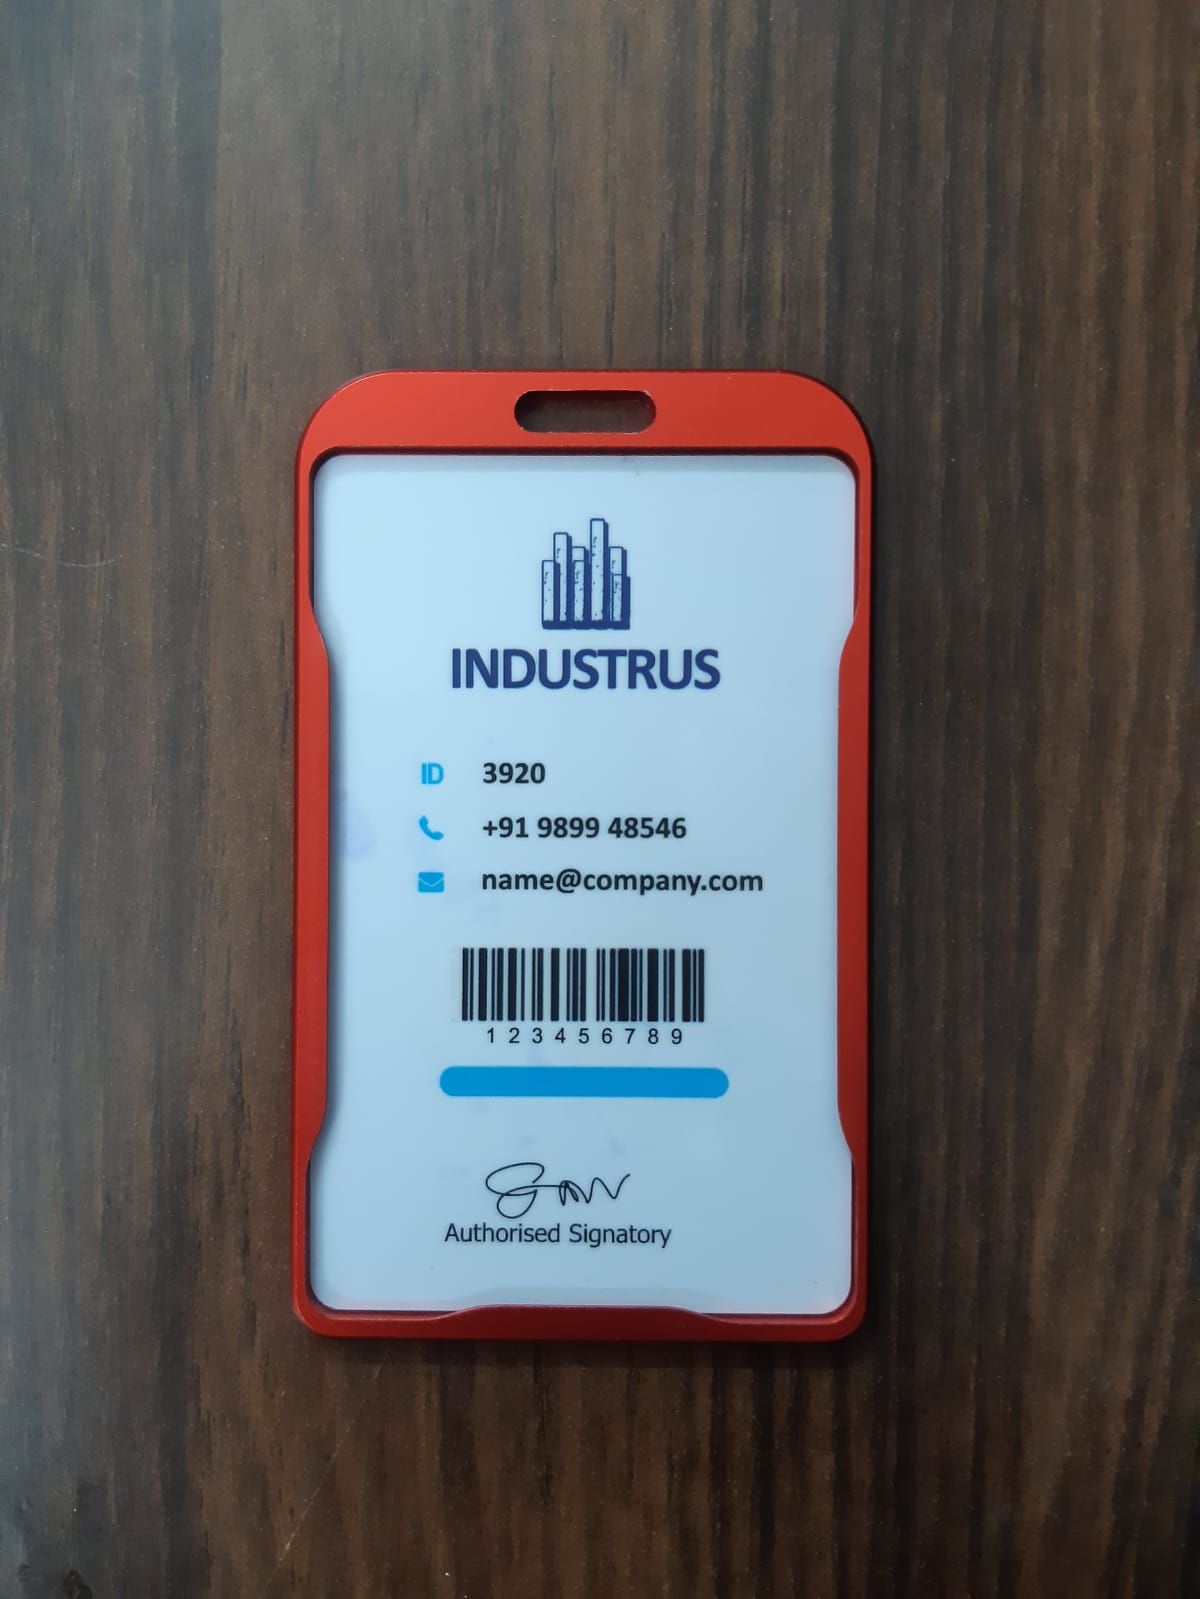 INDUSTRUS
ID 3920
+91 9899 48546
name@company.com
1 2 3 4 5 6 7 8 9
Authorised Signatory